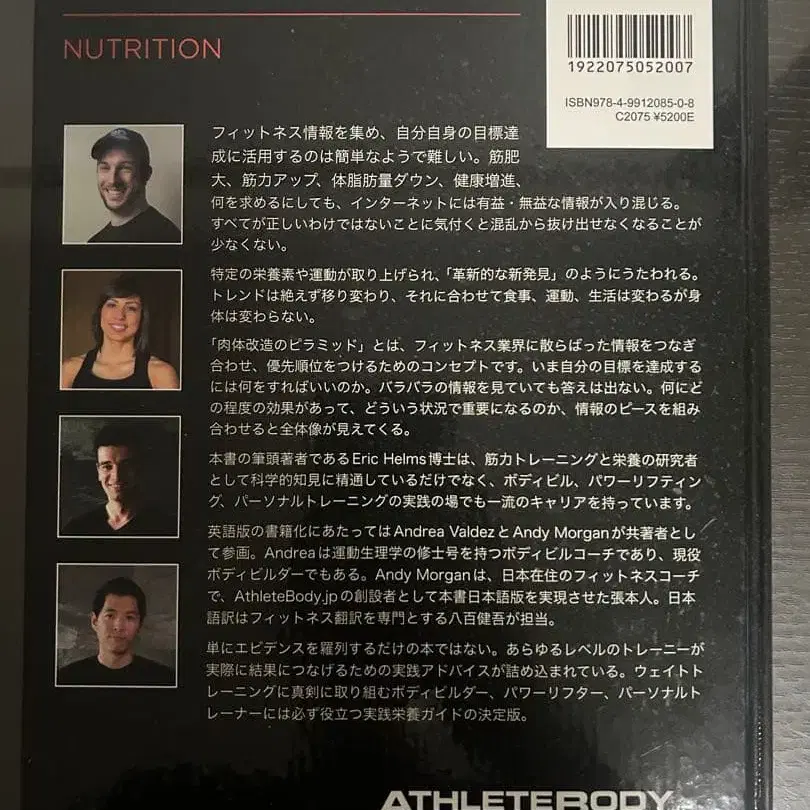 NUTRITION
1922075052007
ISBN978-4-9912085-0-8
C2075 ¥5200E
フィットネス情報を集め、自分自身の目標達
成に活用するのは簡単なようで難しい。筋肥
大、筋力アップ、体脂肪量ダウン、健康増進、
何を求めるにしても、インターネットには有益・無益な情報が入り混じる。
すべてが正しいわけではないことに気付くと混乱から抜け出せなくなることが
少なくない。
特定の栄養素や運動が取り上げられ、「革新的な新発見」のようにうたわれる。
トレンドは絶えず移り変わり、それに合わせて食事、運動、生活は変わるが身
体は変わらない。
「肉体改造のピラミッド」とは、フィットネス業界に散らばった情報をつなぎ
合わせ、優先順位をつけるためのコンセプトです。いま自分の目標を達成する
には何をすればいいのか。バラバラの情報を見ていても答えは出ない。何にど
の程度の効果があって、どういう状況で重要になるのか、情報のピースを組み
合わせると全体像が見えてくる。
本書の筆頭著者であるEric Helms博士は、筋力トレーニングと栄養の研究者
として科学的知見に精通しているだけでなく、ボディビル、パワーリフティン
グ、パーソナルトレーニングの実践の場でも一流のキャリアを持っています。
英語版の書籍化にあたってはAndrea ValdezとAndy Morganが共著者とし
て参画。Andreaは運動生理学の修士号を持つボディビルコーチであり、現役
ボディビルダーでもある。Andy Morganは、日本在住のフィットネスコーチ
で、AthleteBody.jpの創設者として本書日本語版を実現させた張本人。日本
語訳はフィットネス翻訳を専門とする八百健吾が担当。
単にエビデンスを羅列するだけの本ではない。あらゆるレベルのトレーニーが
実際に結果につなげるための実践アドバイスが詰め込まれている。ウェイトト
レーニングに真剣に取り組むボディビルダー、パワーリフター、パーソナルト
レーナーには必ず役立つ実践栄養ガイドの決定版。
ATHLETEBODY